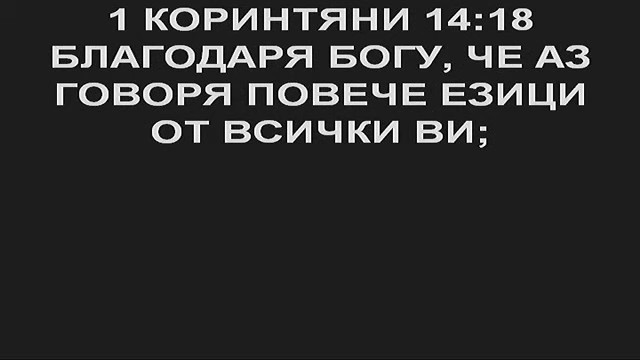 1 КОРИНТЯНИ 14:18
БЛАГОДАРЯ БОГУ, ЧЕ АЗ
ГОВОРЯ ПОВЕЧЕ ЕЗИЦИ
ОТ ВСИЧКИ ВИ;